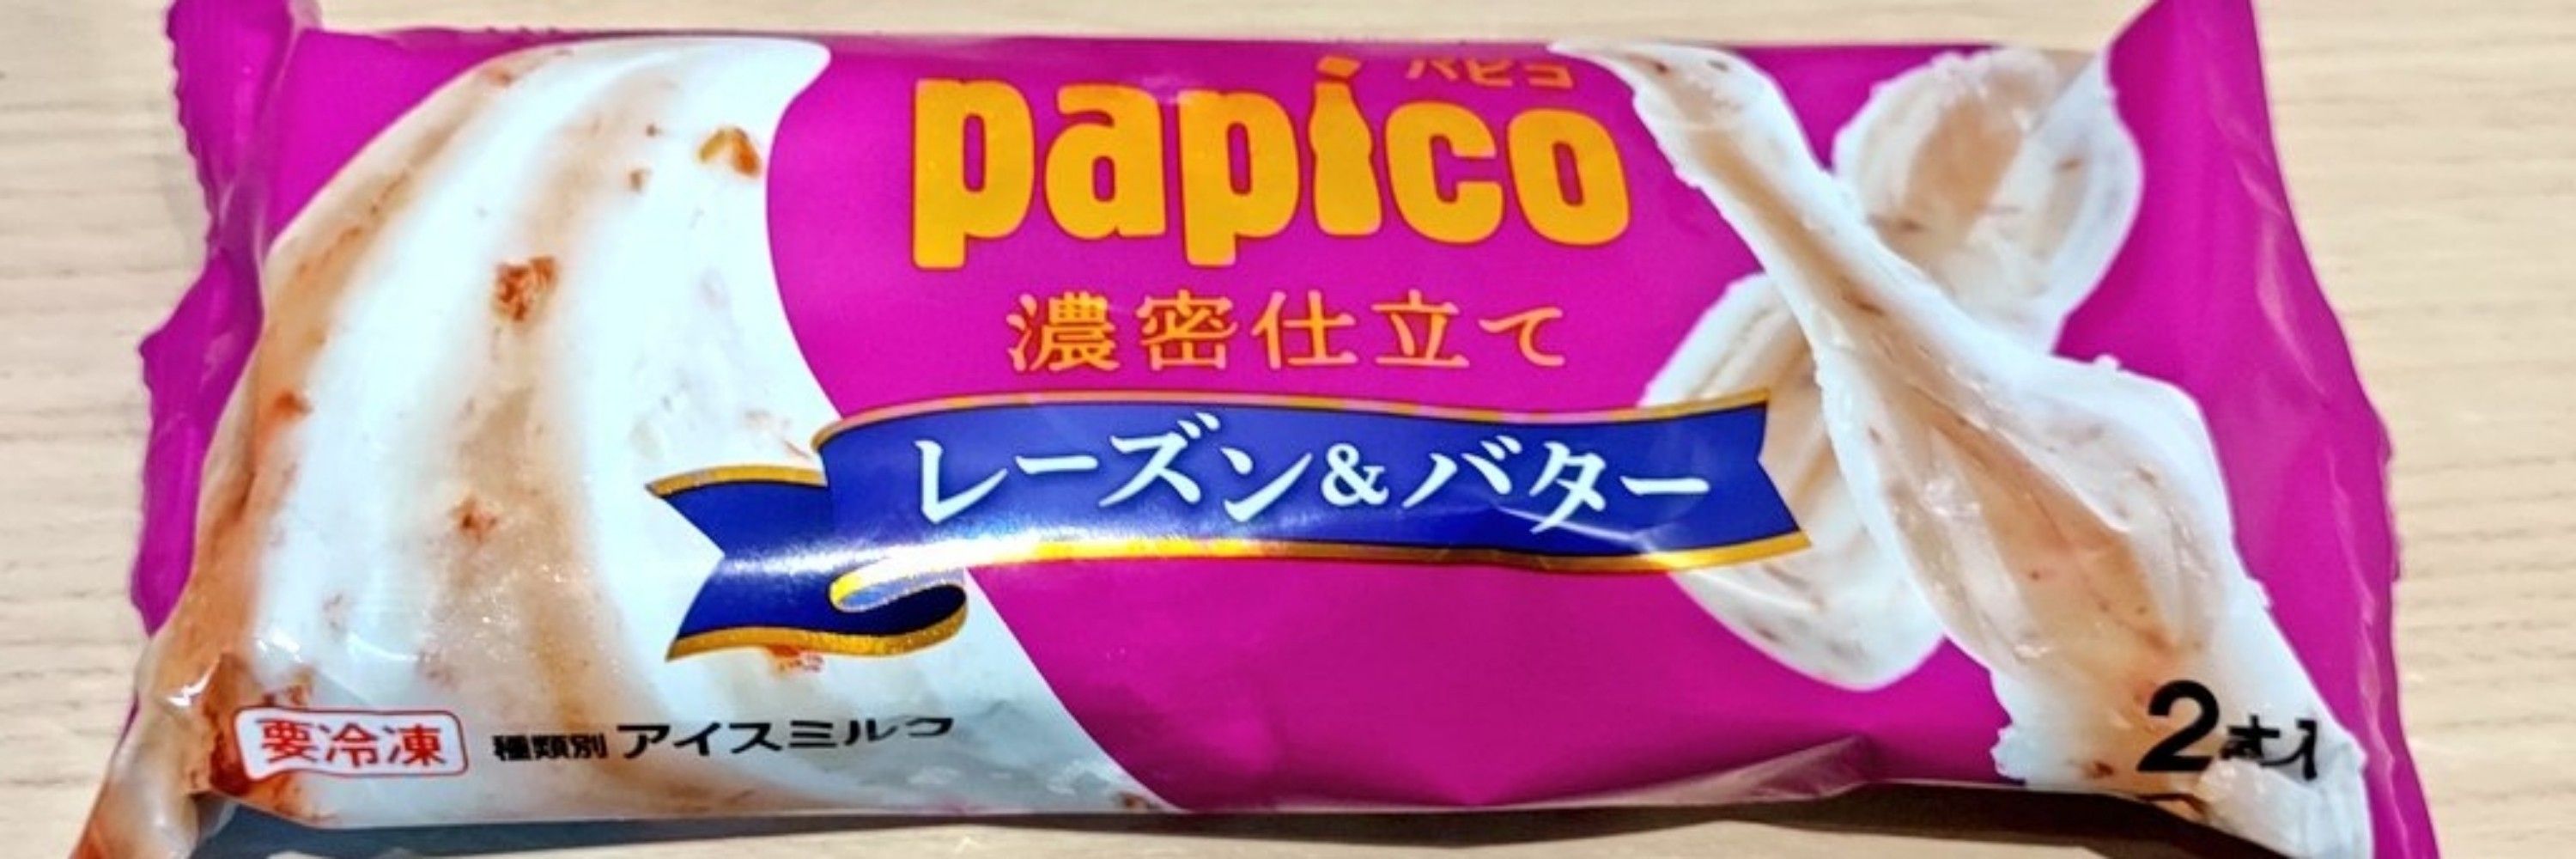 パピコ
papico
濃密仕立て
レーズン&バター
要冷凍 種類別 アイスミルク
2本入